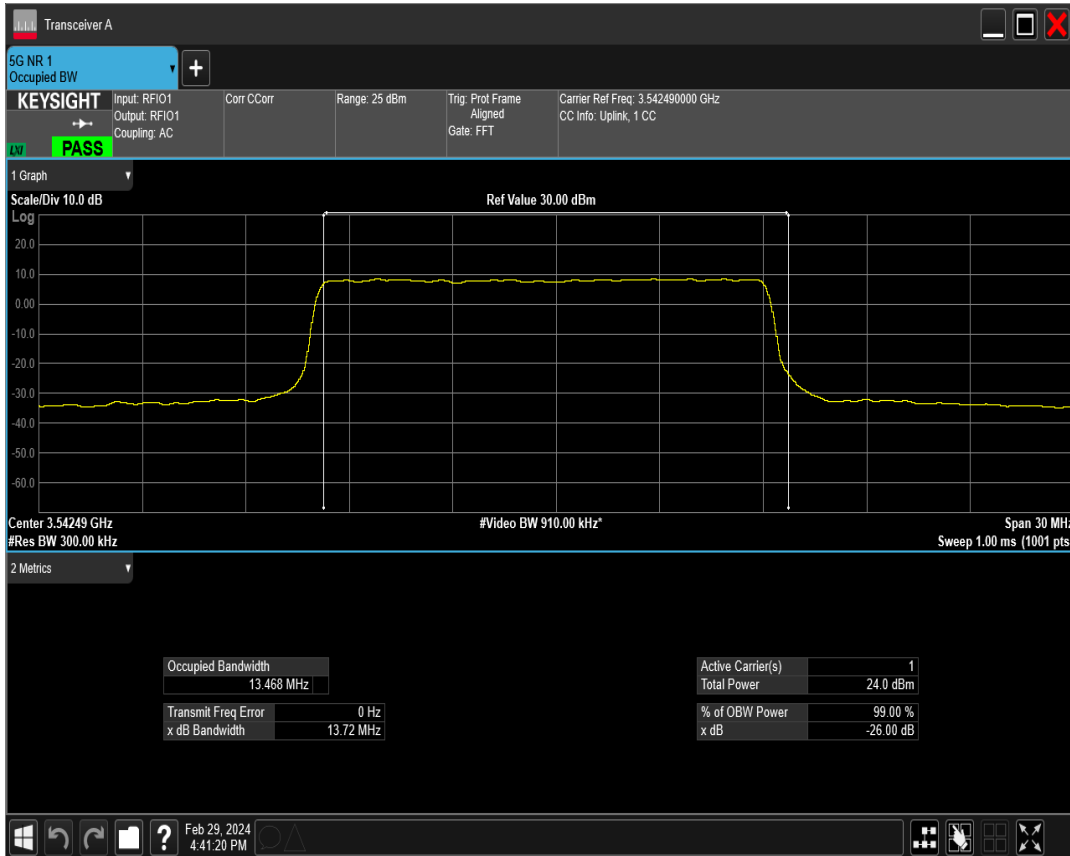 Transceiver A
5G NR 1
Occupied BW
KEYSIGHT
LXI
PASS
Input: RFIO1
Output: RFIO1
Coupling: AC
Corr CCorr
Range: 25 dBm
Trig: Prot Frame
Aligned
Gate: FFT
Carrier Ref Freq: 3.542490000 GHz
CC Info: Uplink, 1 CC
1 Graph
Scale/Div 10.0 dB
Ref Value 30.00 dBm
Log
20.0
10.0
0.00
-10.0
-20.0
-30.0
-40.0
-50.0
-60.0
Center 3.54249 GHz
#Video BW 910.00 kHz*
Span 30 MHz
#Res BW 300.00 kHz
Sweep 1.00 ms (1001 pts
2 Metrics
Occupied Bandwidth
13.468 MHz
Transmit Freq Error 0 Hz
x dB Bandwidth 13.72 MHz
Active Carrier(s) 1
Total Power 24.0 dBm
% of OBW Power 99.00 %
x dB -26.00 dB
?
Feb 29, 2024
4:41:20 PM